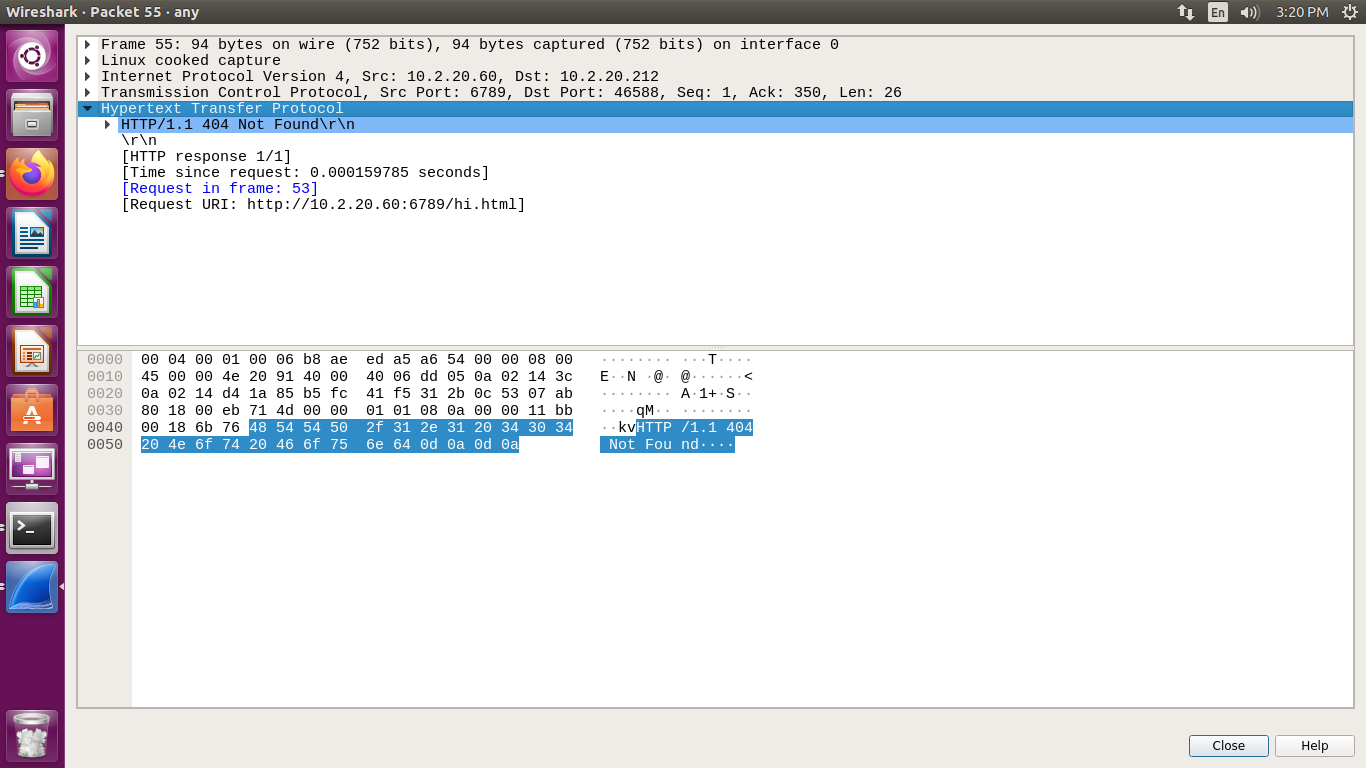 Wireshark · Packet 55 · any
En 3:20 PM
Frame 55: 94 bytes on wire (752 bits), 94 bytes captured (752 bits) on interface 0
Linux cooked capture
Internet Protocol Version 4, Src: 10.2.20.60, Dst: 10.2.20.212
Transmission Control Protocol, Src Port: 6789, Dst Port: 46588, Seq: 1, Ack: 350, Len: 26
Hypertext Transfer Protocol
HTTP/1.1 404 Not Found\r\n
\r\n
[HTTP response 1/1]
[Time since request: 0.000159785 seconds]
[Request in frame: 53]
[Request URI: http://10.2.20.60:6789/hi.html]
0000 00 04 00 01 00 06 b8 ae ed a5 a6 54 00 00 08 00 ········ ···T····
0010 45 00 00 4e 20 91 40 00 40 06 dd 05 0a 02 14 3c E··N ·@· @······<
0020 0a 02 14 d4 1a 85 b5 fc 41 f5 31 2b 0c 53 07 ab ········ A·1+·S··
0030 80 18 00 eb 71 4d 00 00 01 01 08 0a 00 00 11 bb ····qM·· ········
0040 00 18 6b 76 48 54 54 50 2f 31 2e 31 20 34 30 34 ··kvHTTP /1.1 404
0050 20 4e 6f 74 20 46 6f 75 6e 64 0d 0a 0d 0a Not Fou nd····
Close
Help